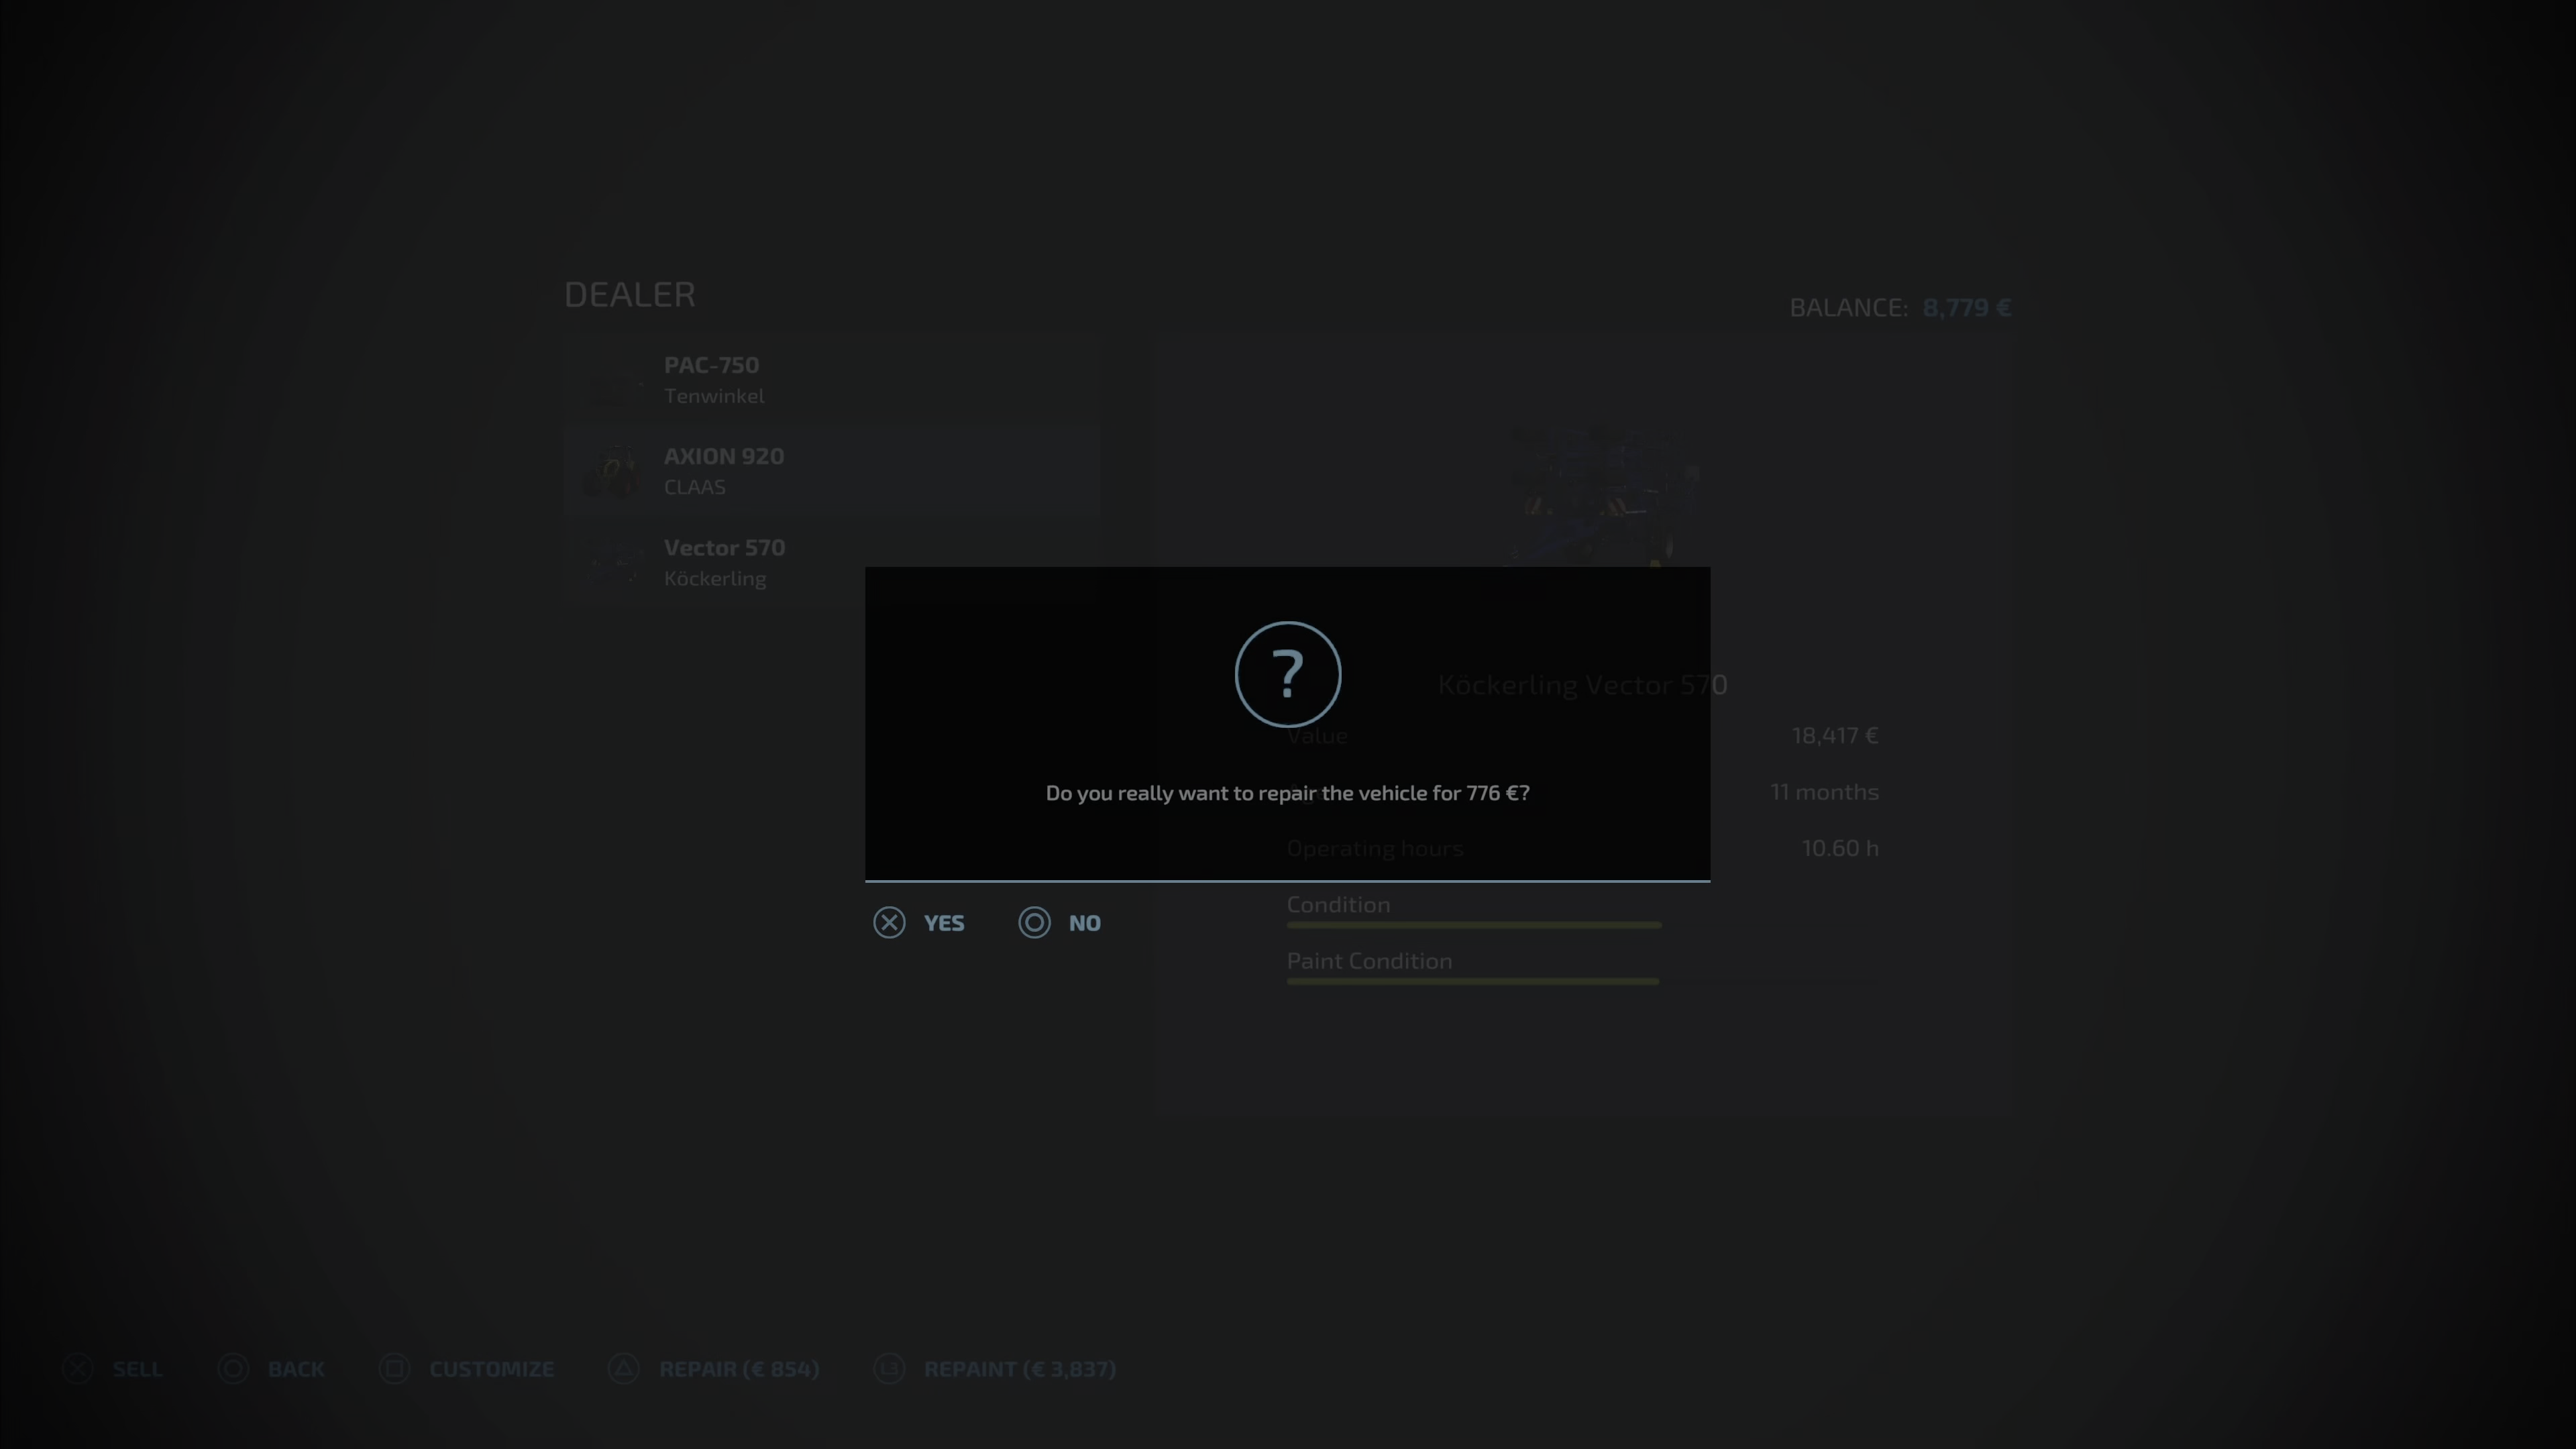 DEALER
BALANCE: 8,779 €
PAC-750
Tenwinkel
AXION 920
CLAAS
Vector 570
Köckerling
?
Köckerling Vector 570
Value 18,417 €
Do you really want to repair the vehicle for 776 €?
11 months
Operating hours 10.60 h
Condition
YES NO
Paint Condition
SELL BACK CUSTOMIZE REPAIR (€ 854) L3 REPAINT (€ 3,837)